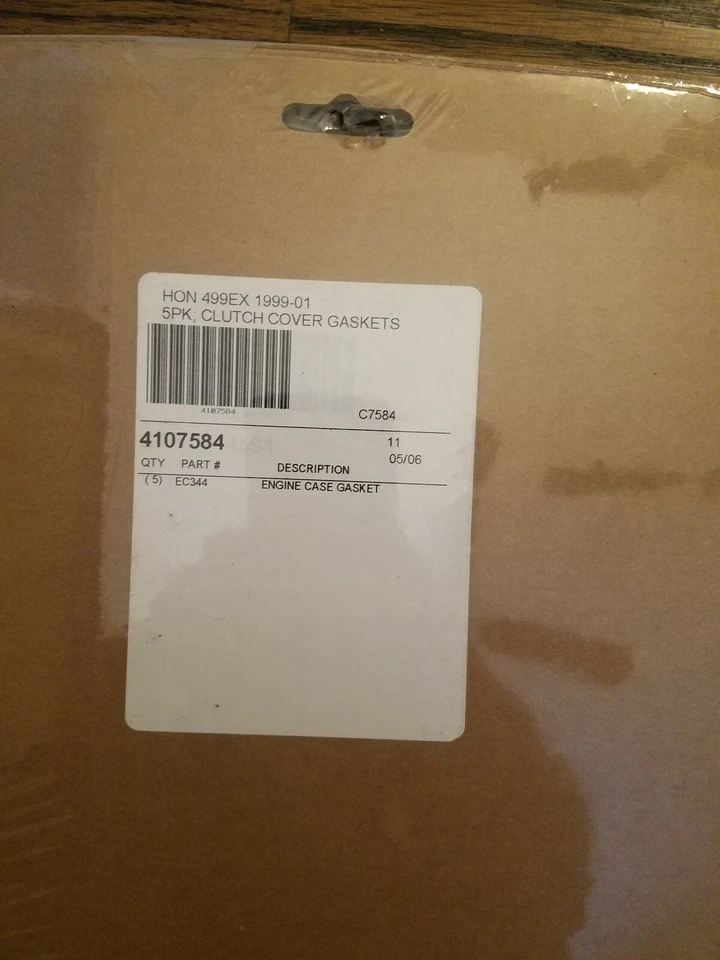 HON 499EX 1999-01
5PK; CLUTCH COVER GASKETS
4107584
C7584
4107584
11
05/06
QTY PART # DESCRIPTION
( 5) EC344 ENGINE CASE GASKET